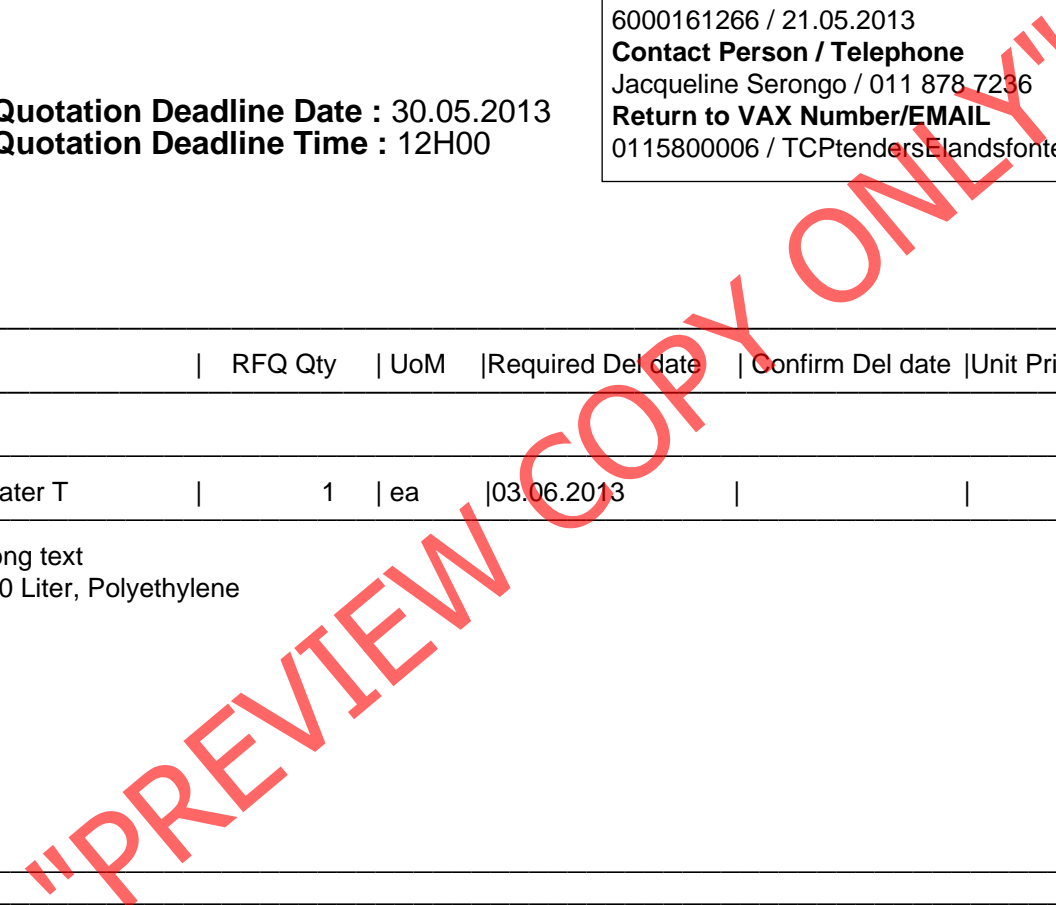 6000161266 / 21.05.2013
Contact Person / Telephone
Jacqueline Serongo / 011 878 7236
Quotation Deadline Date : 30.05.2013
Return to VAX Number/EMAIL
Quotation Deadline Time : 12H00
0115800006 / TCPtendersElandsfonte
| RFQ Qty | UoM |Required Del date | Confirm Del date |Unit Pri
ater T | 1 | ea |03.06.2013 | |
ong text
0 Liter, Polyethylene
"PREVIEW COPY ONLY"